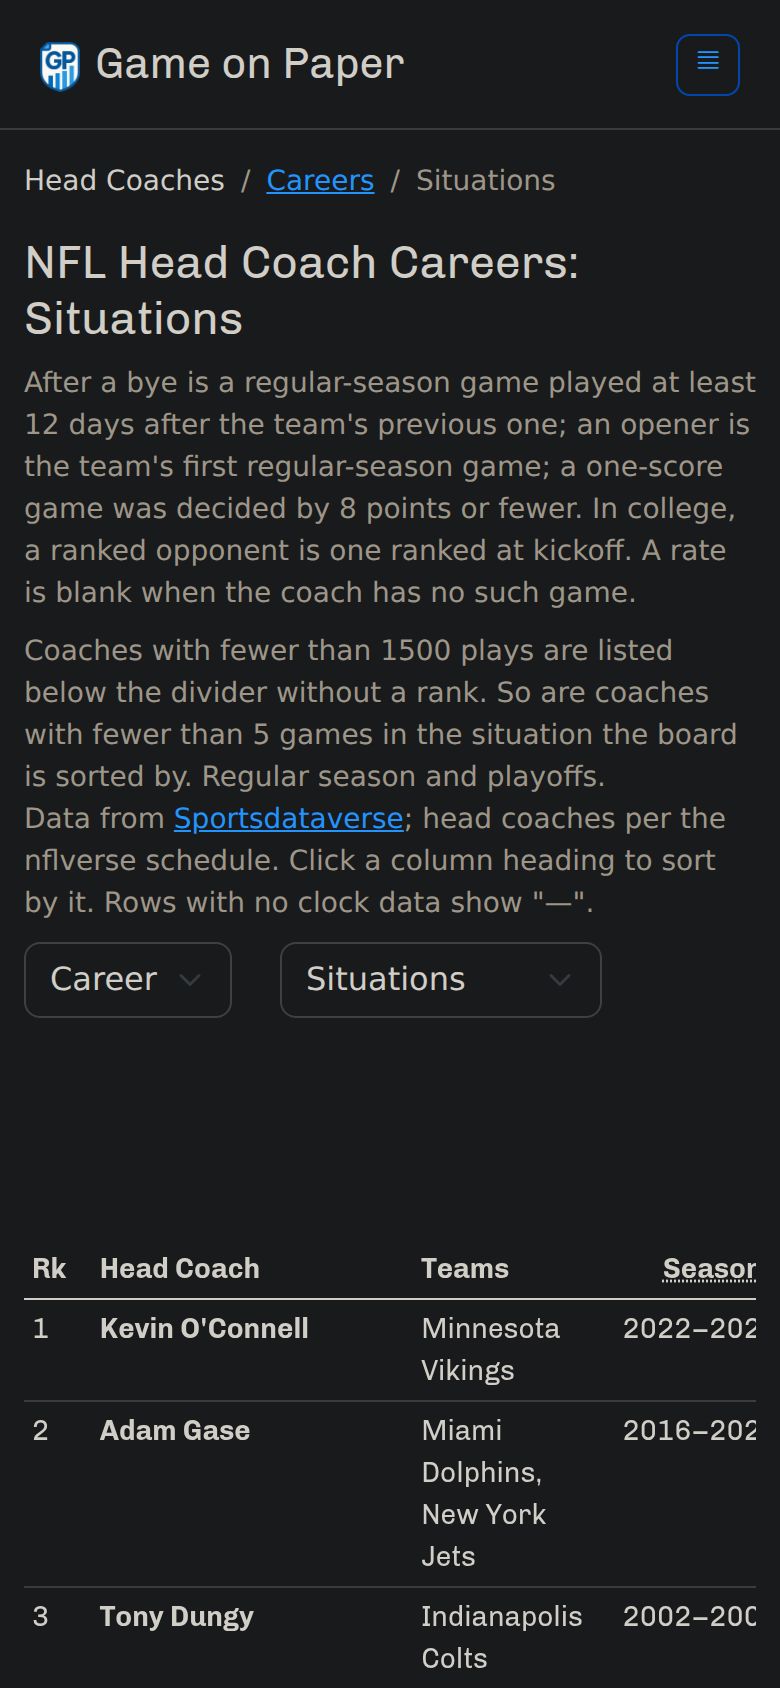 GP Game on Paper
Head Coaches / Careers / Situations
NFL Head Coach Careers:
Situations
After a bye is a regular-season game played at least
12 days after the team's previous one; an opener is
the team's first regular-season game; a one-score
game was decided by 8 points or fewer. In college,
a ranked opponent is one ranked at kickoff. A rate
is blank when the coach has no such game.
Coaches with fewer than 1500 plays are listed
below the divider without a rank. So are coaches
with fewer than 5 games in the situation the board
is sorted by. Regular season and playoffs.
Data from Sportsdataverse; head coaches per the
nflverse schedule. Click a column heading to sort
by it. Rows with no clock data show "—".
Career Situations
Rk Head Coach Teams Season
1 Kevin O'Connell Minnesota 2022–202
Vikings
2 Adam Gase Miami 2016–202
Dolphins,
New York
Jets
3 Tony Dungy Indianapolis 2002–200
Colts